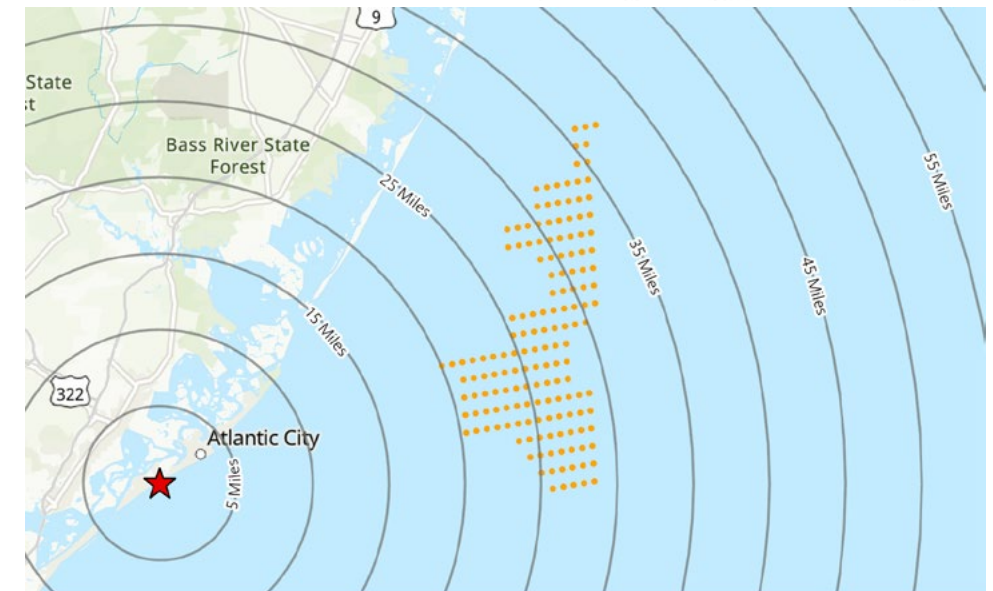 9
State
st
Bass River State
Forest
25 Miles
55 Miles
35 Miles
45 Miles
15 Miles
322
Atlantic City
5 Miles